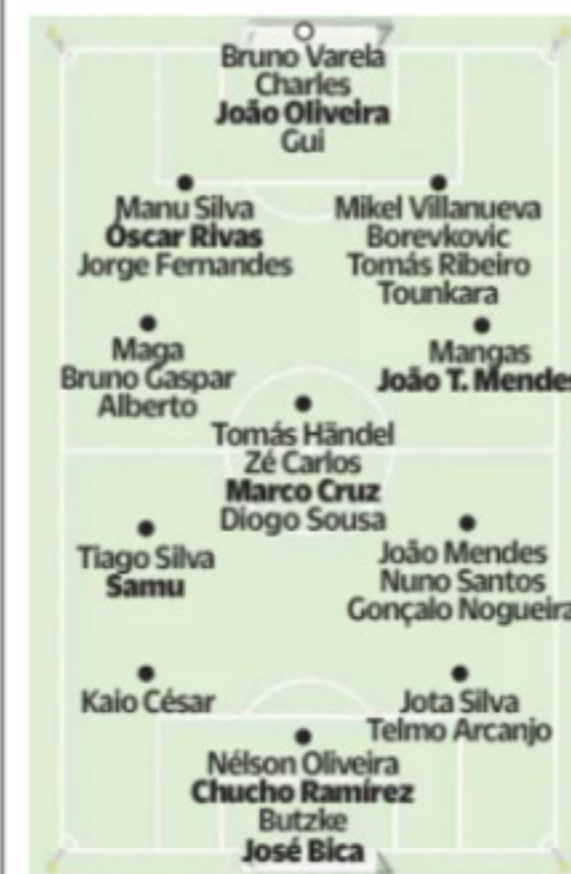 Bruno Varela
Charles
João Oliveira
Gui
Manu Silva
Óscar Rivas
Jorge Fernandes
Mikel Villanueva
Borevkovic
Tomás Ribeiro
Tounkara
Maga
Bruno Gaspar
Alberto
Mangas
João T. Mendes
Tomás Händel
Zé Carlos
Marco Cruz
Diogo Sousa
Tiago Silva
Samu
João Mendes
Nuno Santos
Gonçalo Nogueira
Kaio César
Jota Silva
Telmo Arcanjo
Nélson Oliveira
Chucho Ramírez
Butzke
José Bica